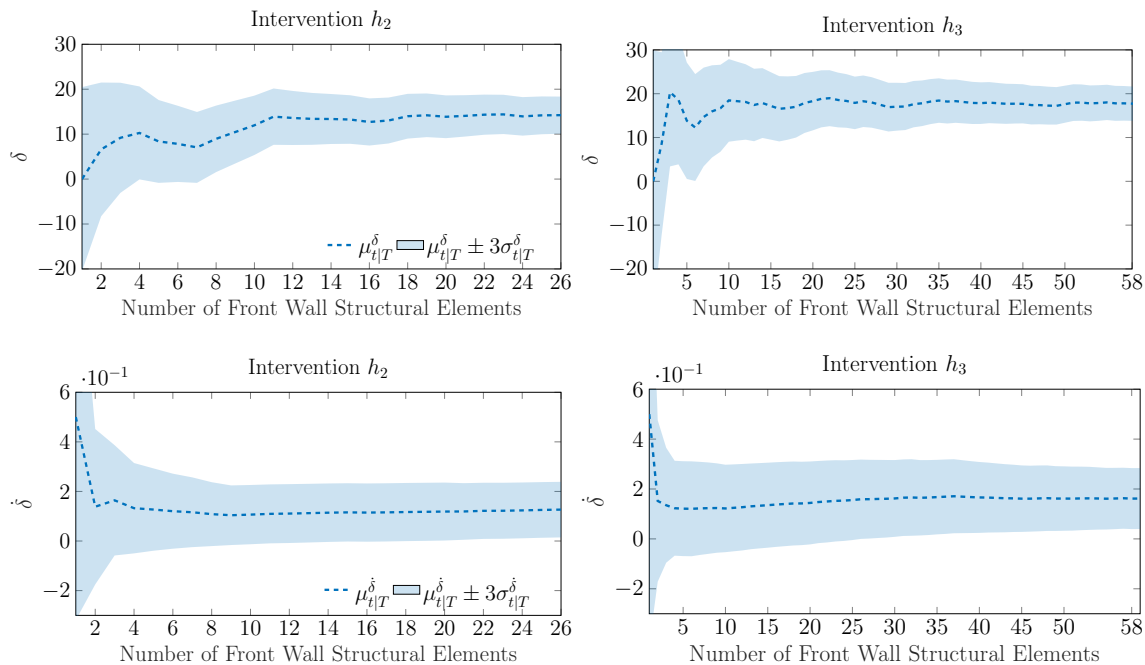 Intervention h₂
30
20
10
0
−10
−20
δ
2 4 6 8 10 12 14 16 18 20 22 24 26
Number of Front Wall Structural Elements
μ^δ_{t|T} μ^δ_{t|T} ± 3σ^δ_{t|T}
Intervention h₃
30
20
10
0
−10
−20
δ
5 10 15 20 25 30 35 40 45 50 58
Number of Front Wall Structural Elements
Intervention h₂
·10⁻¹
6
4
2
0
−2
δ̇
2 4 6 8 10 12 14 16 18 20 22 24 26
Number of Front Wall Structural Elements
μ^δ̇_{t|T} μ^δ̇_{t|T} ± 3σ^δ̇_{t|T}
Intervention h₃
·10⁻¹
6
4
2
0
−2
δ̇
5 10 15 20 25 30 35 40 45 50 58
Number of Front Wall Structural Elements